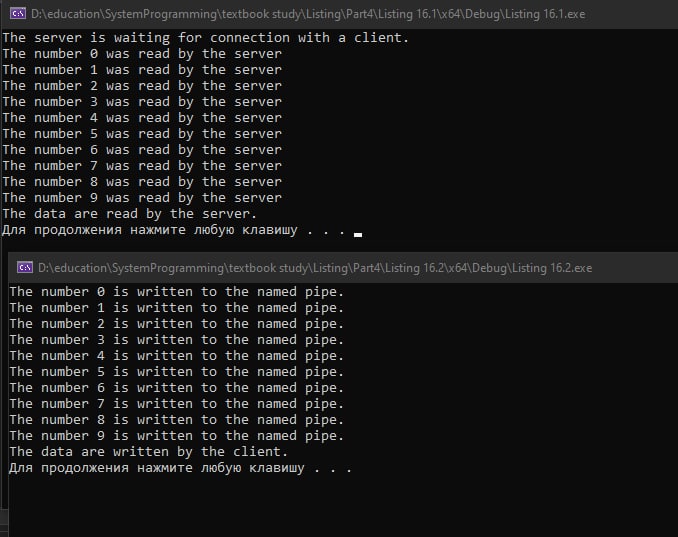 D:\education\SystemProgramming\textbook study\Listing\Part4\Listing 16.1\x64\Debug\Listing 16.1.exe
The server is waiting for connection with a client.
The number 0 was read by the server
The number 1 was read by the server
The number 2 was read by the server
The number 3 was read by the server
The number 4 was read by the server
The number 5 was read by the server
The number 6 was read by the server
The number 7 was read by the server
The number 8 was read by the server
The number 9 was read by the server
The data are read by the server.
Для продолжения нажмите любую клавишу . . .
D:\education\SystemProgramming\textbook study\Listing\Part4\Listing 16.2\x64\Debug\Listing 16.2.exe
The number 0 is written to the named pipe.
The number 1 is written to the named pipe.
The number 2 is written to the named pipe.
The number 3 is written to the named pipe.
The number 4 is written to the named pipe.
The number 5 is written to the named pipe.
The number 6 is written to the named pipe.
The number 7 is written to the named pipe.
The number 8 is written to the named pipe.
The number 9 is written to the named pipe.
The data are written by the client.
Для продолжения нажмите любую клавишу . . .